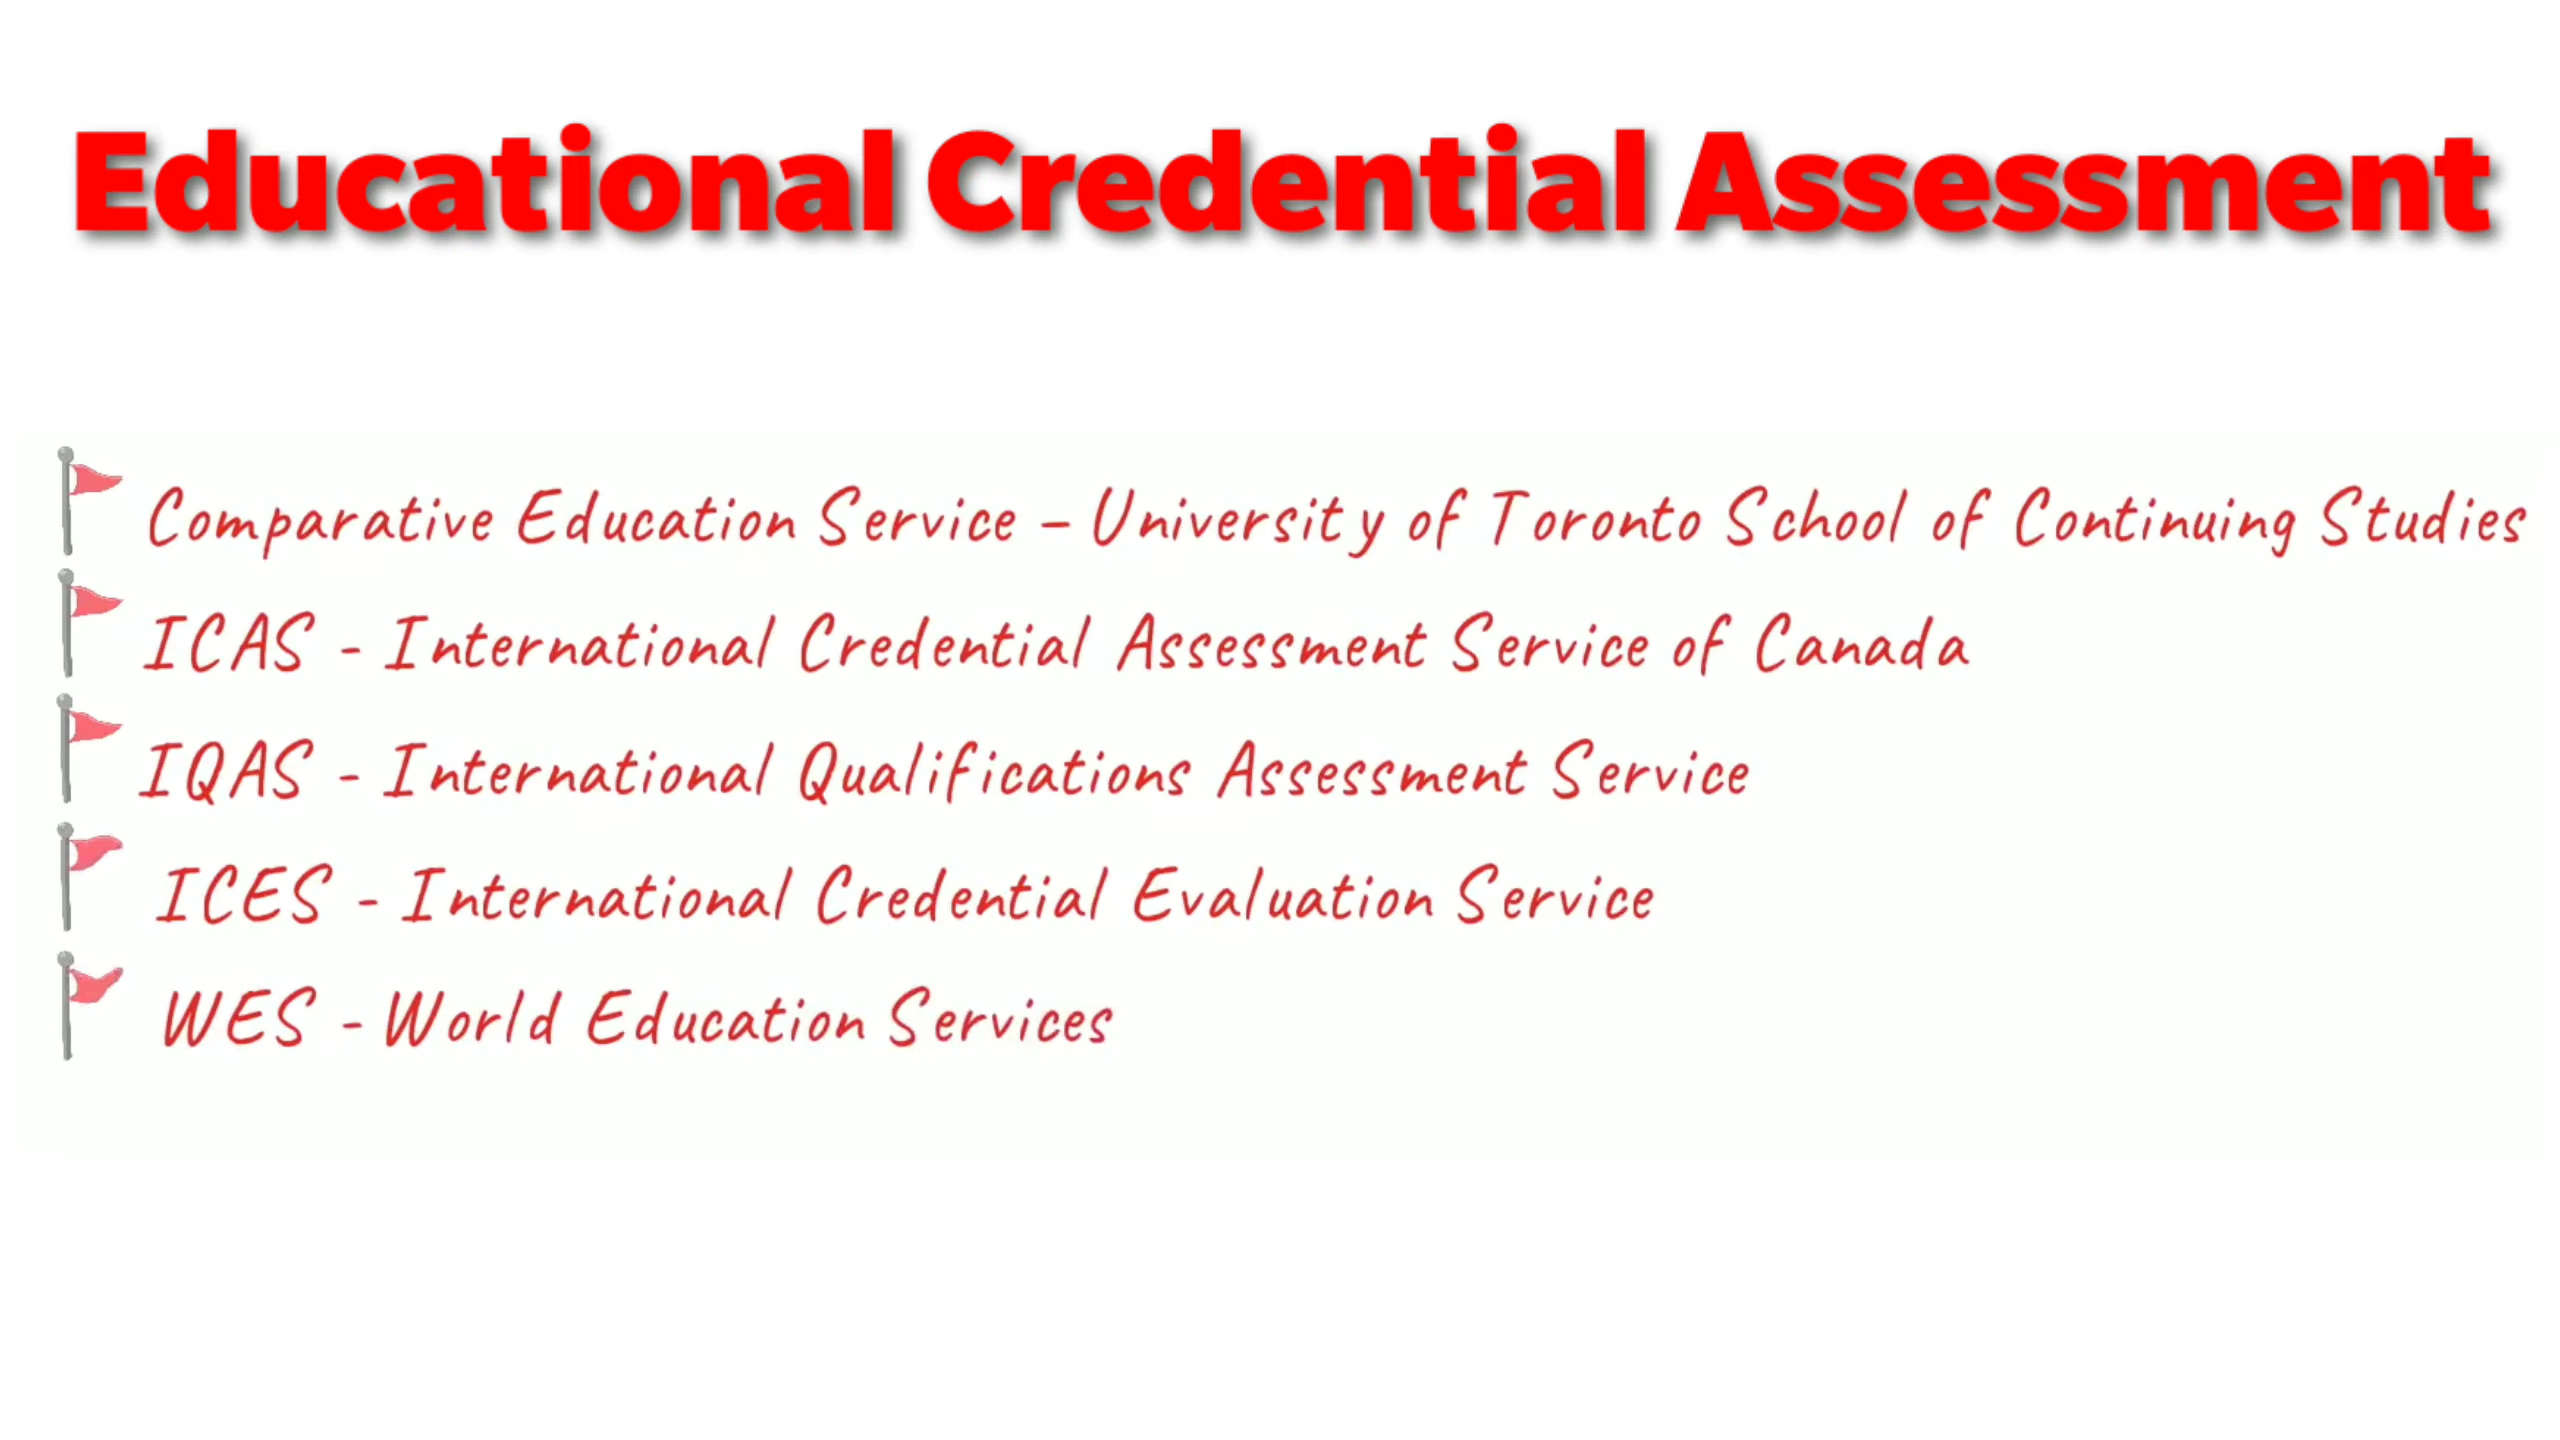 Educational Credential Assessment
Comparative Education Service – University of Toronto School of Continuing Studies
ICAS - International Credential Assessment Service of Canada
IQAS - International Qualifications Assessment Service
ICES - International Credential Evaluation Service
WES - World Education Services